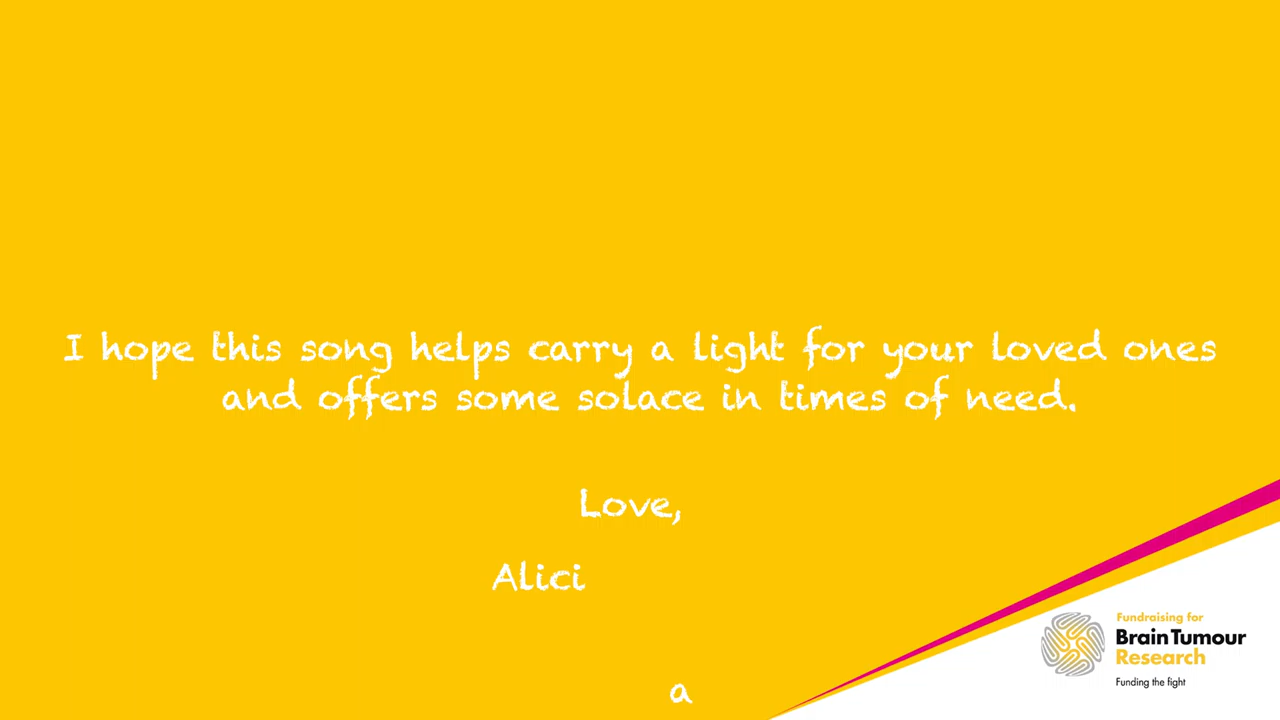 I hope this song helps carry a light for your loved ones
and offers some solace in times of need.
Love,
Alici
a
Fundraising for
Brain Tumour
Research
Funding the fight